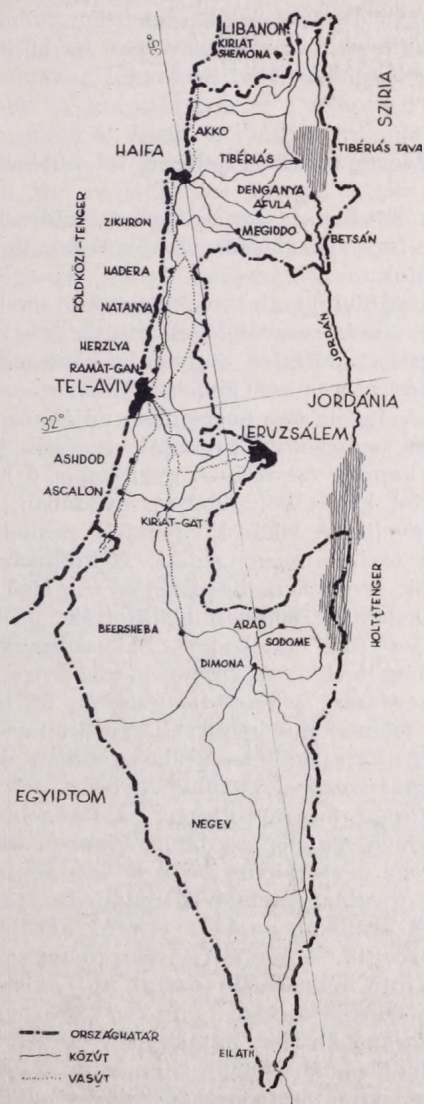 35°
LIBANON
KIRIAT
SHEMONA
SZIRIA
AKKO
HAIFA
TIBÉRIÁS
TIBÉRIÁS TAVA
DENGANYA
AFULA
ZIKHRON
MEGIDDO
BETSÁN
FÖLDKÖZI-TENGER
HADERA
NATANYA
JORDÁN
HERZLYA
RAMAT-GAN
TEL-AVIV
JORDÁNIA
32°
JERUZSÁLEM
ASHDOD
ASCALON
KIRIAT-GAT
HOLT-TENGER
BEERSHEBA
ARAD
SODOME
DIMONA
EGYIPTOM
NEGEV
ORSZÁGHATÁR
KÖZÚT
VASÚT
EILATH